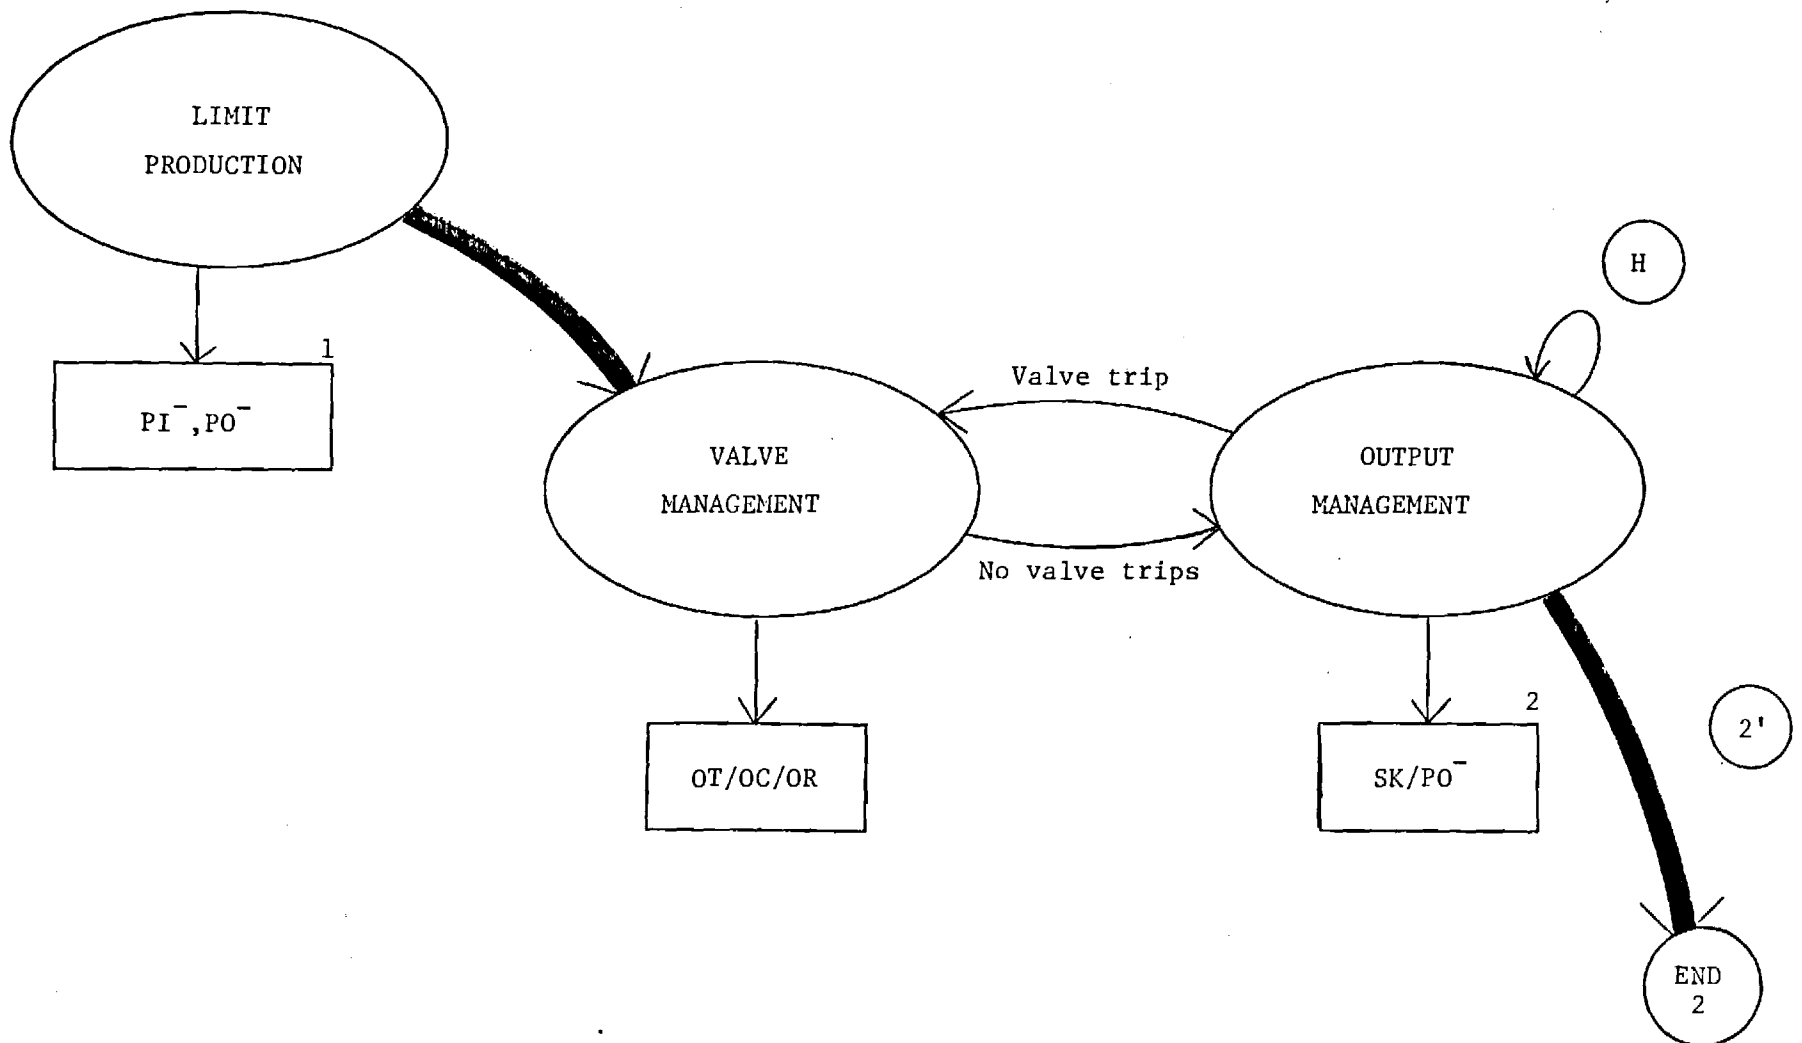 LIMIT
PRODUCTION
1
PI⁻,PO⁻
H
Valve trip
VALVE
MANAGEMENT
OUTPUT
MANAGEMENT
No valve trips
OT/OC/OR
2
SK/PO⁻
2'
END
2